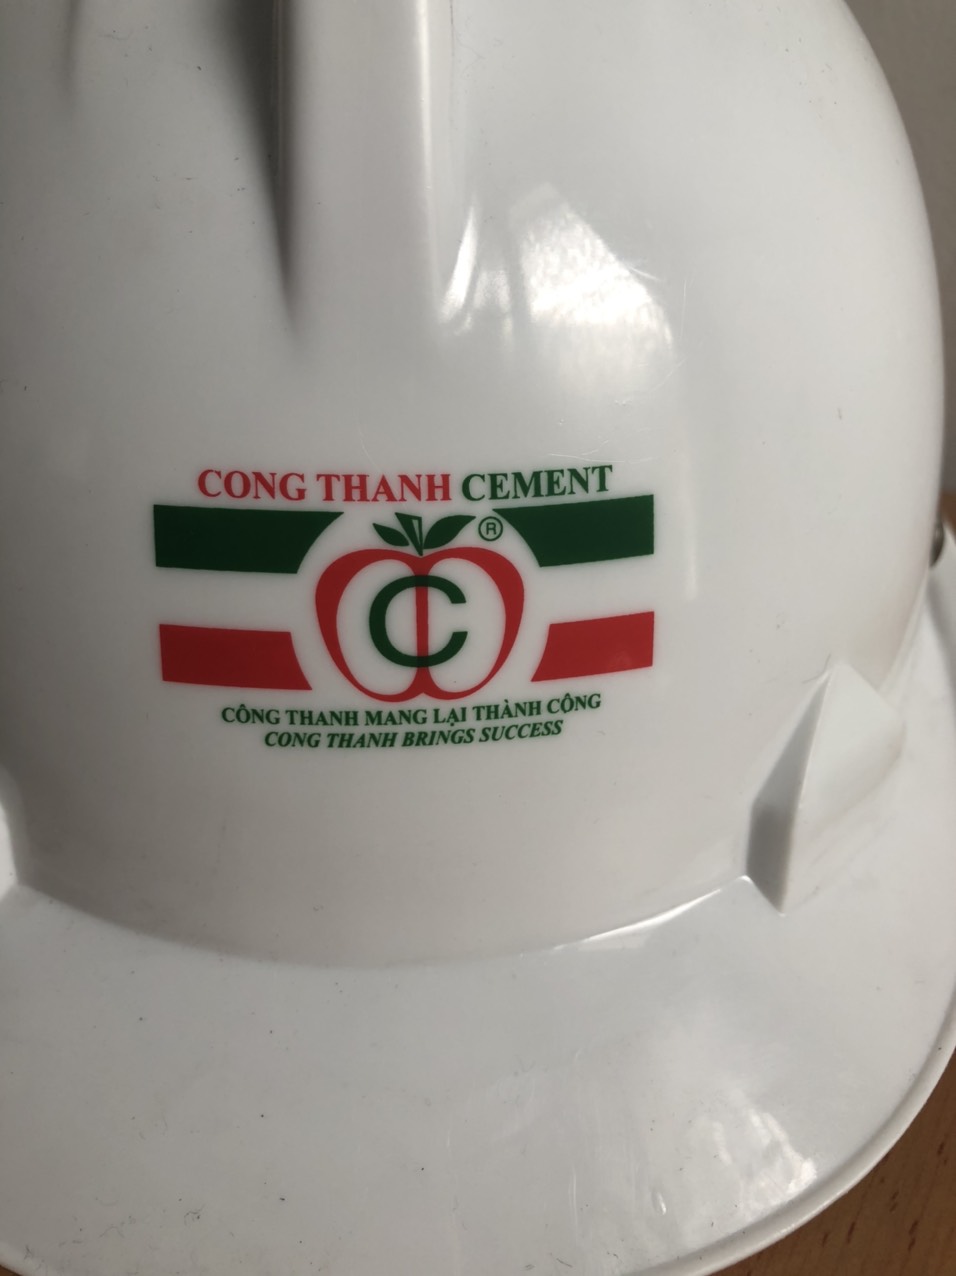 CONG THANH CEMENT
®
C
CÔNG THANH MANG LẠI THÀNH CÔNG
CONG THANH BRINGS SUCCESS